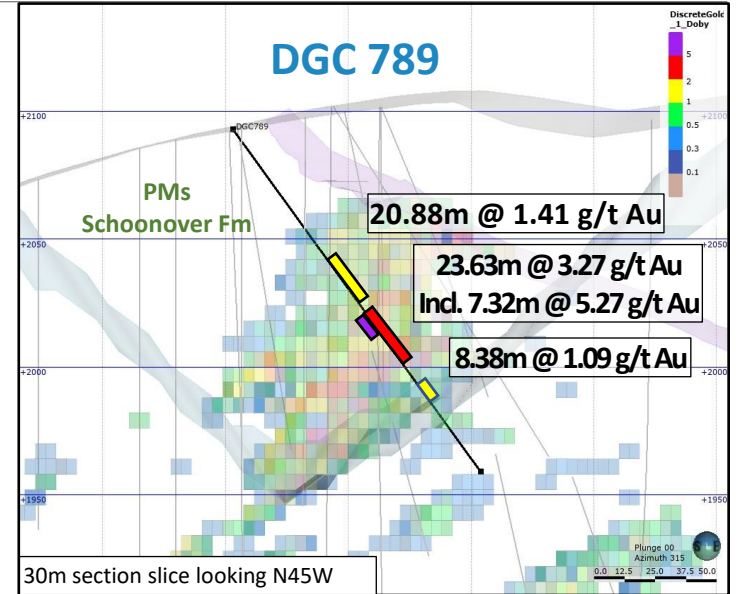 DGC 789
DiscreteGold
_1_Doby
5
2
1
0.5
0.3
0.1
+2100
+2100
DGC789
PMs
Schoonover Fm
20.88m @ 1.41 g/t Au
+2050
+2050
23.63m @ 3.27 g/t Au
Incl. 7.32m @ 5.27 g/t Au
8.38m @ 1.09 g/t Au
+2000
+2000
+1950
+1950
Plunge 00
Azimuth 315
S E
0.0 12.5 25.0 37.5 50.0
30m section slice looking N45W